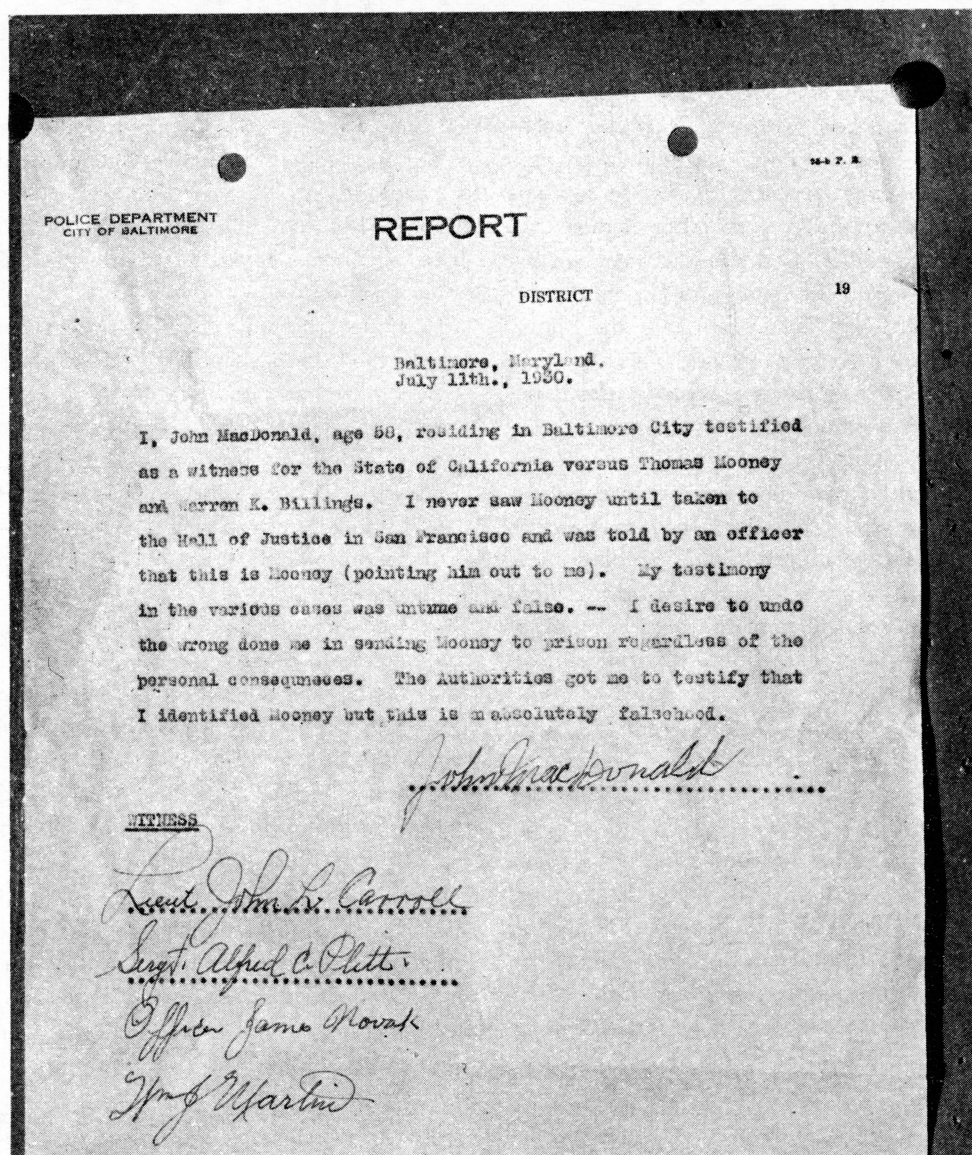 POLICE DEPARTMENT
CITY OF BALTIMORE
REPORT
DISTRICT 19
Baltimore, Maryland.
July 11th., 1930.
I, John MacDonald, age 58, residing in Baltimore City testified
as a witness for the State of California versus Thomas Mooney
and Warren K. Billings. I never saw Mooney until taken to
the Hall of Justice in San Francisco and was told by an officer
that this is Mooney (pointing him out to me). My testimony
in the various cases was untrue and false. -- I desire to undo
the wrong done me in sending Mooney to prison regardless of the
personal consequneces. The Authorities got me to testify that
I identified Mooney but this is absolutely falsehood.
John MacDonald
WITNESS
Lieut. John L. Carroll
Sergt. Alfred C. Plitt.
Officer James Novak
Wm J Martin